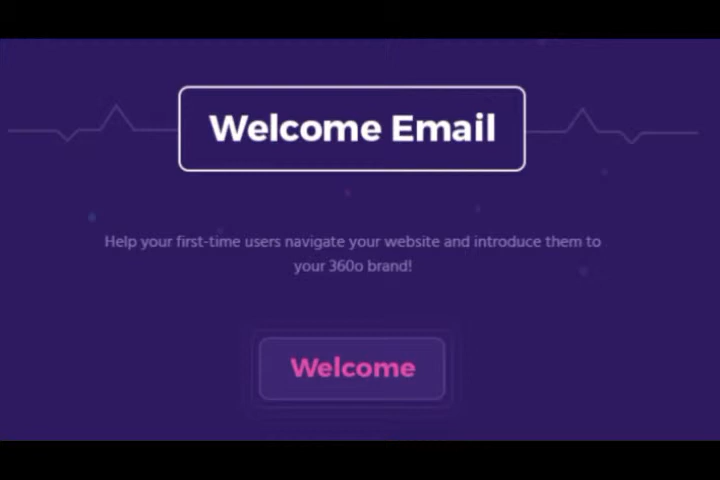 Welcome Email
Help your first-time users navigate your website and introduce them to
your 360o brand!
Welcome